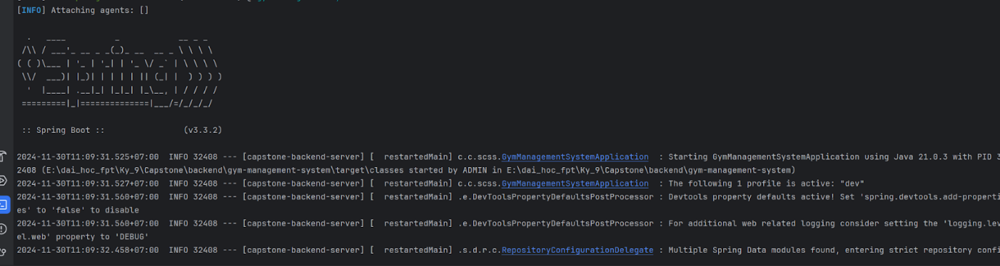 [INFO] Attaching agents: []
  .   ____          _            __ _ _
 /\\ / ___'_ __ _ _(_)_ __  __ _ \ \ \ \
( ( )\___ | '_ | '_| | '_ \/ _` | \ \ \ \
 \\/  ___)| |_)| | | | | || (_| |  ) ) ) )
  '  |____| .__|_| |_|_| |_\__, | / / / /
 =========|_|==============|___/=/_/_/_/
 :: Spring Boot ::                (v3.3.2)
2024-11-30T11:09:31.525+07:00  INFO 32408 --- [capstone-backend-server] [  restartedMain] c.c.scss.GymManagementSystemApplication  : Starting GymManagementSystemApplication using Java 21.0.3 with PID 3
2408 (E:\dai_hoc_fpt\Ky_9\Capstone\backend\gym-management-system\target\classes started by ADMIN in E:\dai_hoc_fpt\Ky_9\Capstone\backend\gym-management-system)
2024-11-30T11:09:31.527+07:00  INFO 32408 --- [capstone-backend-server] [  restartedMain] c.c.scss.GymManagementSystemApplication  : The following 1 profile is active: "dev"
2024-11-30T11:09:31.560+07:00  INFO 32408 --- [capstone-backend-server] [  restartedMain] .e.DevToolsPropertyDefaultsPostProcessor : Devtools property defaults active! Set 'spring.devtools.add-properti
es' to 'false' to disable
2024-11-30T11:09:31.560+07:00  INFO 32408 --- [capstone-backend-server] [  restartedMain] .e.DevToolsPropertyDefaultsPostProcessor : For additional web related logging consider setting the 'logging.lev
el.web' property to 'DEBUG'
2024-11-30T11:09:32.458+07:00  INFO 32408 --- [capstone-backend-server] [  restartedMain] .s.d.r.c.RepositoryConfigurationDelegate : Multiple Spring Data modules found, entering strict repository confi